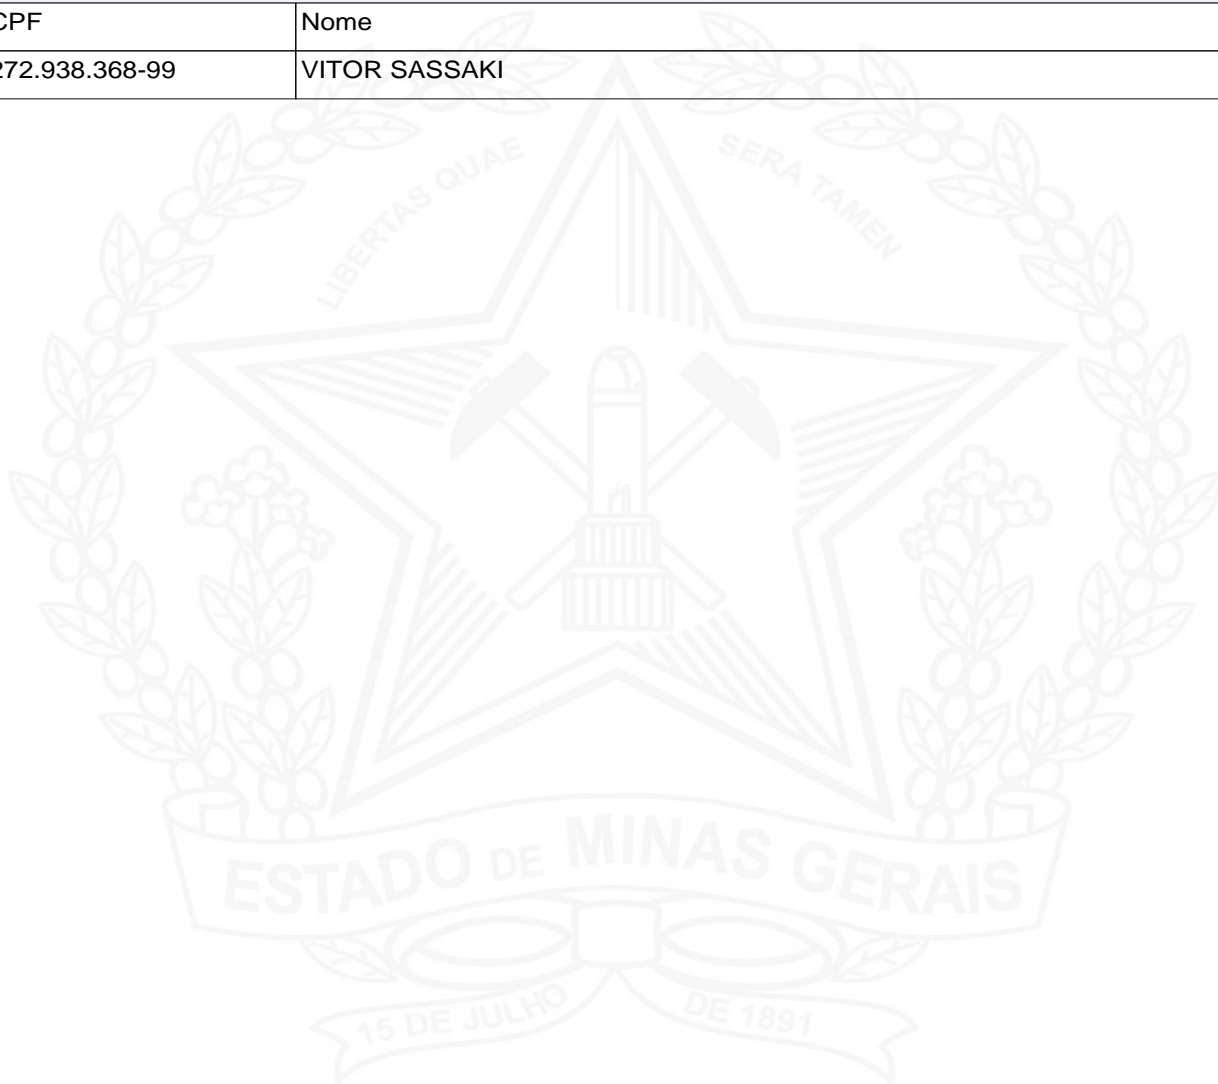 CPF Nome
272.938.368-99 VITOR SASSAKI
LIBERTAS QUAE SERA TAMEN
ESTADO DE MINAS GERAIS
15 DE JULHO DE 1891